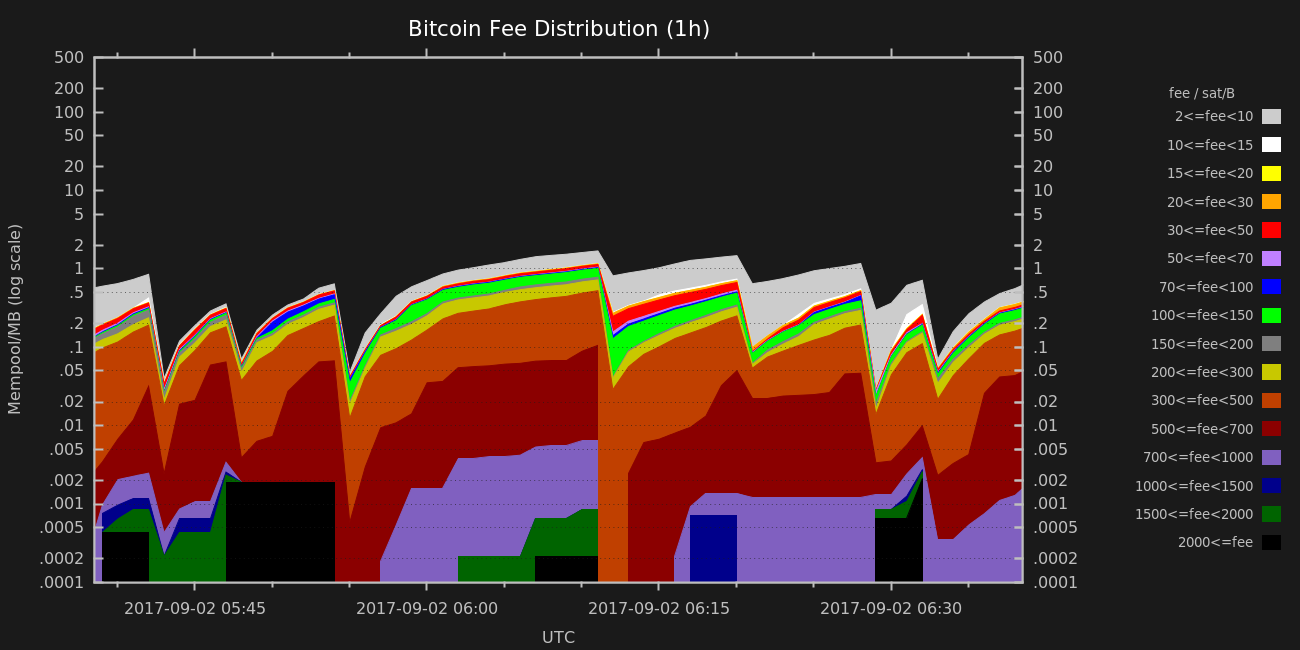 Bitcoin Fee Distribution (1h)
Mempool/MB (log scale)
500
200
100
50
20
10
5
2
1
.5
.2
.1
.05
.02
.01
.005
.002
.001
.0005
.0002
.0001
500
200
100
50
20
10
5
2
1
.5
.2
.1
.05
.02
.01
.005
.002
.001
.0005
.0002
.0001
2017-09-02 05:45
2017-09-02 06:00
2017-09-02 06:15
2017-09-02 06:30
UTC
fee / sat/B
2<=fee<10
10<=fee<15
15<=fee<20
20<=fee<30
30<=fee<50
50<=fee<70
70<=fee<100
100<=fee<150
150<=fee<200
200<=fee<300
300<=fee<500
500<=fee<700
700<=fee<1000
1000<=fee<1500
1500<=fee<2000
2000<=fee